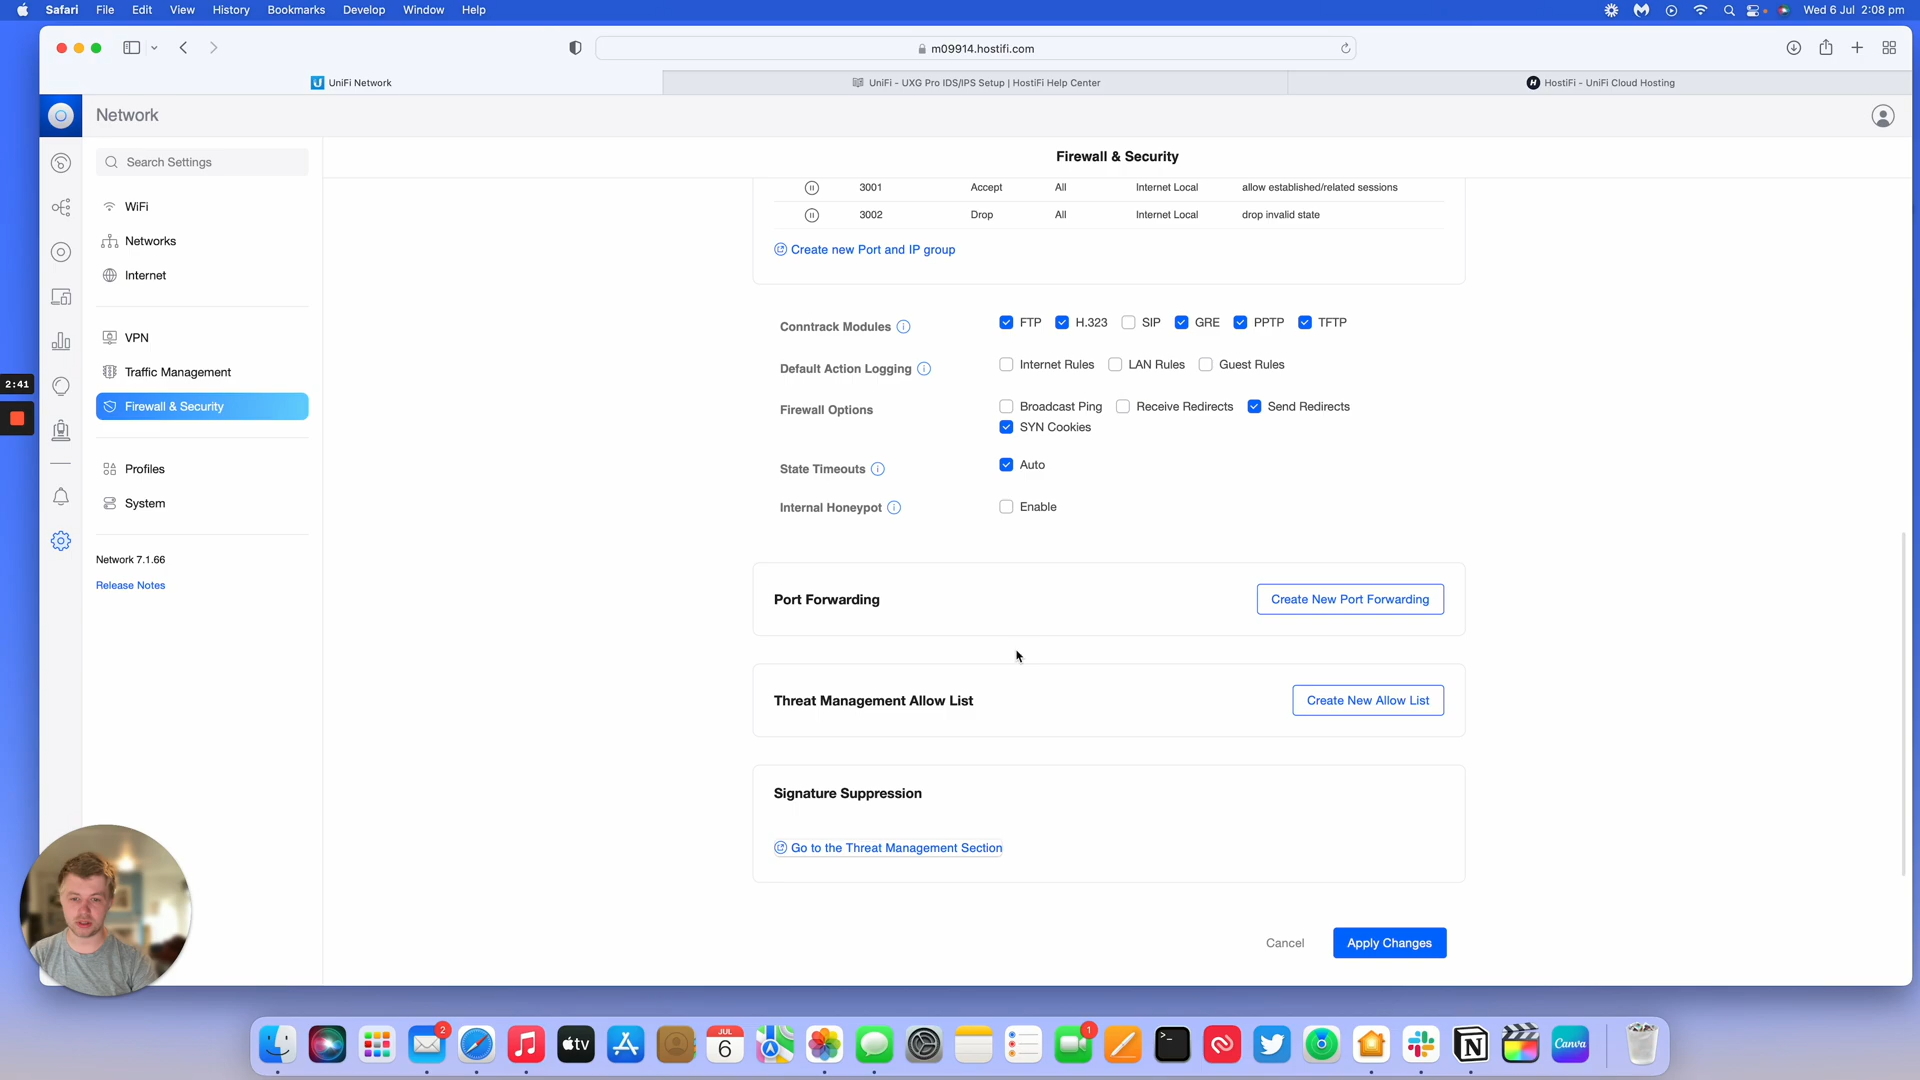 Safari File Edit View History Bookmarks Develop Window Help Wed 6 Jul 2:08 pm
m09914.hostifi.com
UniFi Network UniFi - UXG Pro IDS/IPS Setup | HostiFi Help Center HostiFi - UniFi Cloud Hosting
Network
Search Settings
WiFi
Networks
Internet
VPN
Traffic Management
Firewall & Security
Profiles
System
Network 7.1.66
Release Notes
2:41
Firewall & Security
3001 Accept All Internet Local allow established/related sessions
3002 Drop All Internet Local drop invalid state
Create new Port and IP group
Conntrack Modules FTP H.323 SIP GRE PPTP TFTP
Default Action Logging Internet Rules LAN Rules Guest Rules
Firewall Options Broadcast Ping Receive Redirects Send Redirects
SYN Cookies
State Timeouts Auto
Internal Honeypot Enable
Port Forwarding Create New Port Forwarding
Threat Management Allow List Create New Allow List
Signature Suppression
Go to the Threat Management Section
Cancel Apply Changes
2 tv JUL 6 1 Canva